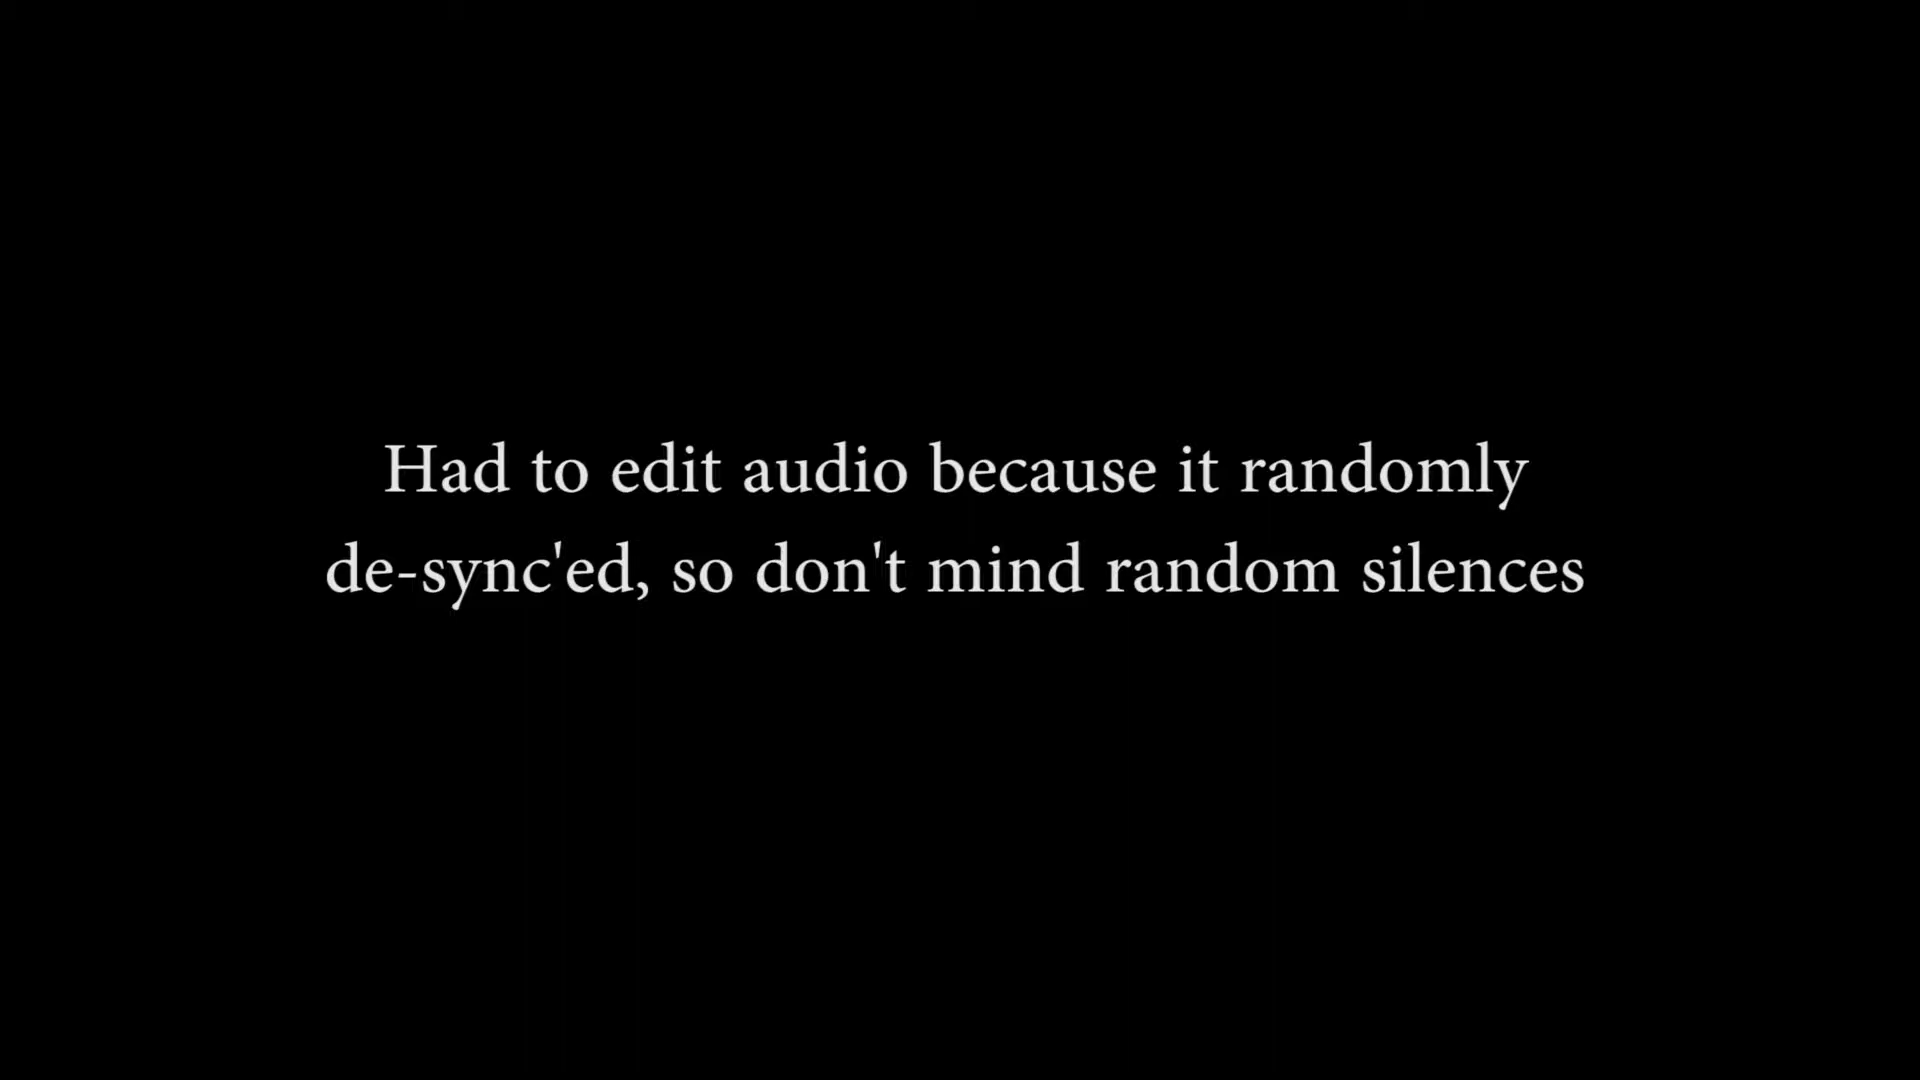 Had to edit audio because it randomly
de-sync'ed, so don't mind random silences